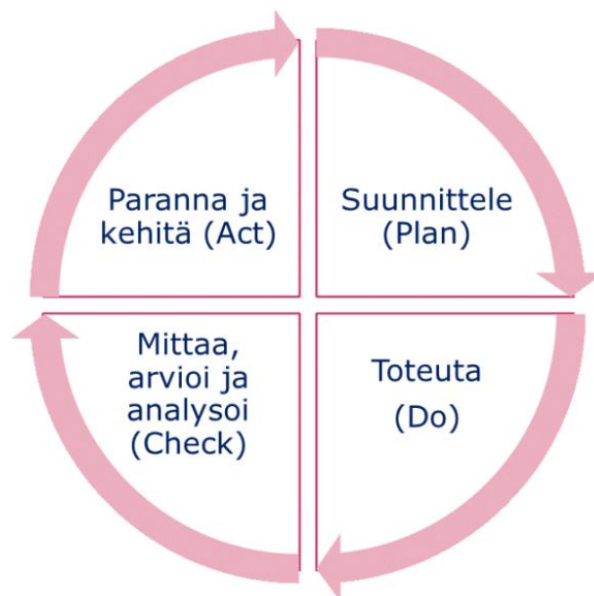 Paranna ja
kehitä (Act)
Suunnittele
(Plan)
Mittaa,
arvioi ja
analysoi
(Check)
Toteuta
(Do)